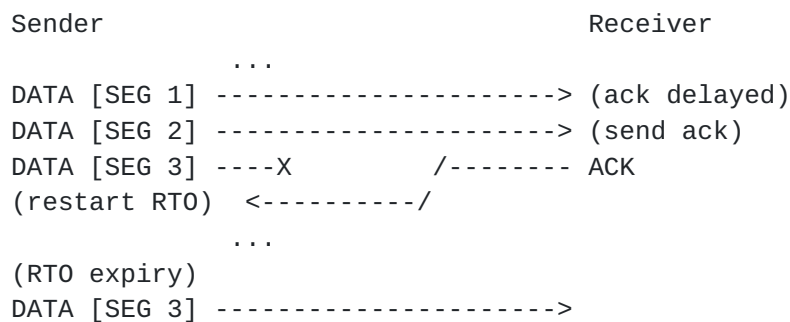 Sender                               Receiver
              ...
DATA [SEG 1] ----------------------> (ack delayed)
DATA [SEG 2] ----------------------> (send ack)
DATA [SEG 3] ----X         /-------- ACK
(restart RTO)  <----------/
               ...
(RTO expiry)
DATA [SEG 3] ---------------------->